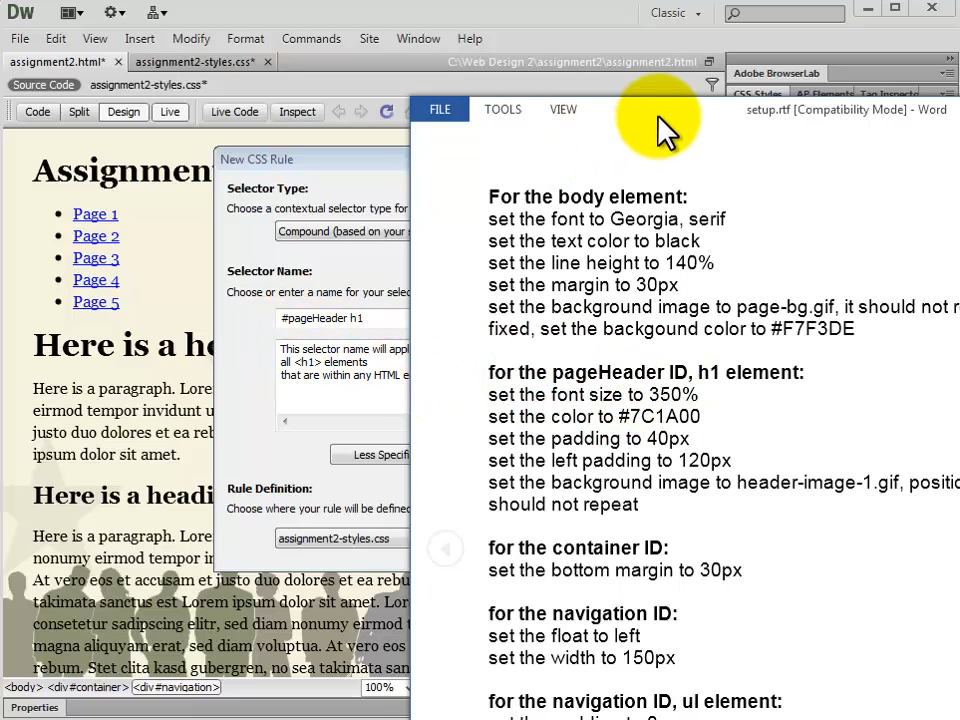 Dw
Classic
File Edit View Insert Modify Format Commands Site Window Help
assignment2.html* × assignment2-styles.css* × C:\Web Design 2\assignment2\assignment2.html
Source Code assignment2-styles.css*
Adobe BrowserLab
CSS Styles AP Elements Tag Inspecto
Code Split Design Live Live Code Inspect
FILE TOOLS VIEW setup.rtf [Compatibility Mode] - Word
Assignmen
Page 1
Page 2
Page 3
Page 4
Page 5
Here is a he
Here is a paragraph. Lore
eirmod tempor invidunt u
justo duo dolores et ea reb
ipsum dolor sit amet.
Here is a headi
Here is a paragraph. Lore
nonumy eirmod tempor in
At vero eos et accusam et justo duo dolores et ea rebu
takimata sanctus est Lorem ipsum dolor sit amet. Lor
consetetur sadipscing elitr, sed diam nonumy eirmod
magna aliquyam erat, sed diam voluptua. At vero eos
rebum. Stet clita kasd gubergren, no sea takimata san
<body> <div#container> <div#navigation> 100%
Properties
New CSS Rule
Selector Type:
Choose a contextual selector type for
Compound (based on your s
Selector Name:
Choose or enter a name for your selec
#pageHeader h1
This selector name will appl
all <h1> elements
that are within any HTML e
Less Specifi
Rule Definition:
Choose where your rule will be defined
assignment2-styles.css
For the body element:
set the font to Georgia, serif
set the text color to black
set the line height to 140%
set the margin to 30px
set the background image to page-bg.gif, it should not re
fixed, set the backgound color to #F7F3DE
for the pageHeader ID, h1 element:
set the font size to 350%
set the color to #7C1A00
set the padding to 40px
set the left padding to 120px
set the background image to header-image-1.gif, positio
should not repeat
for the container ID:
set the bottom margin to 30px
for the navigation ID:
set the float to left
set the width to 150px
for the navigation ID, ul element: